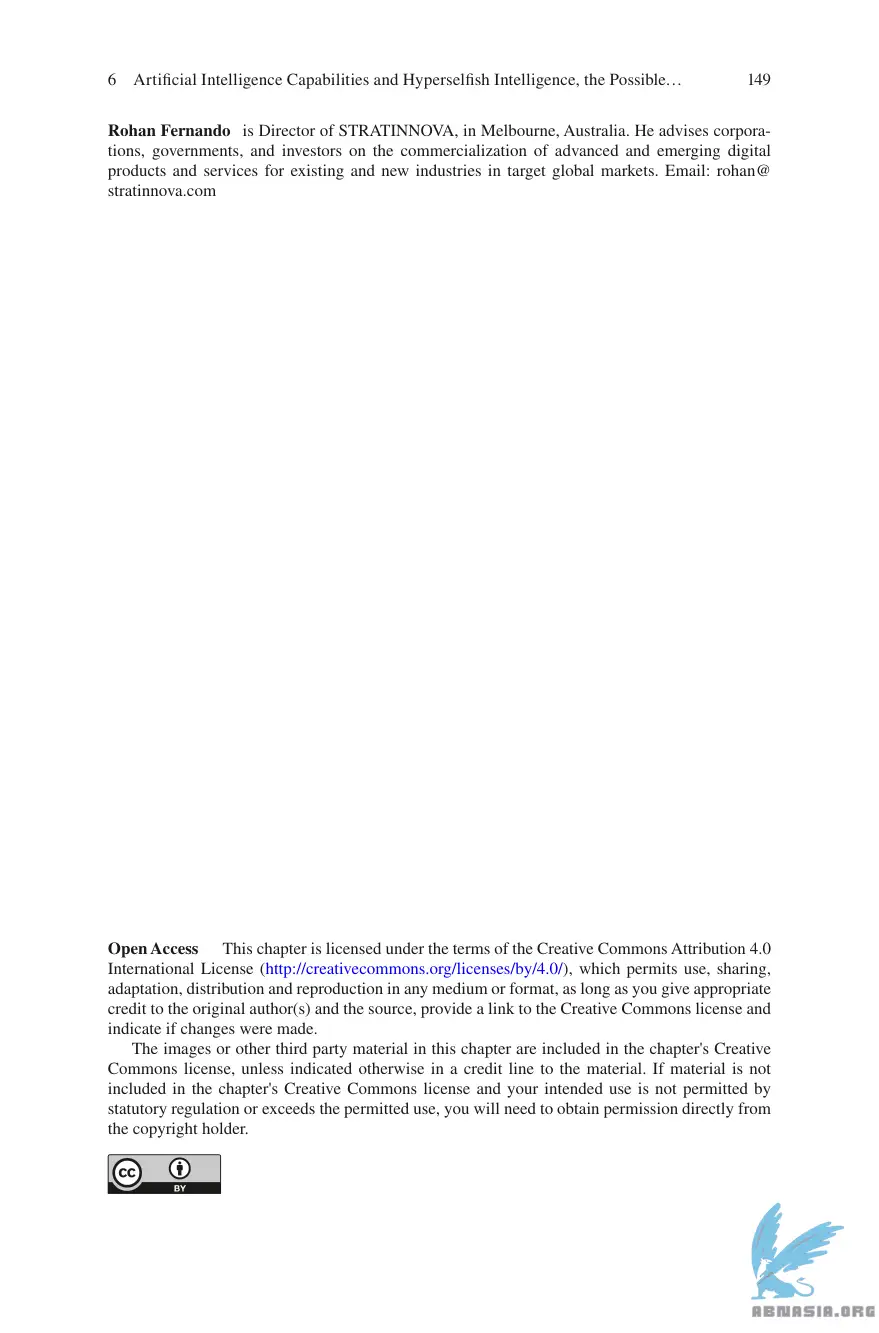 6 Artificial Intelligence Capabilities and Hyperselfish Intelligence, the Possible… 149
Rohan Fernando is Director of STRATINNOVA, in Melbourne, Australia. He advises corpora-
tions, governments, and investors on the commercialization of advanced and emerging digital
products and services for existing and new industries in target global markets. Email: rohan@
stratinnova.com
Open Access This chapter is licensed under the terms of the Creative Commons Attribution 4.0
International License (http://creativecommons.org/licenses/by/4.0/), which permits use, sharing,
adaptation, distribution and reproduction in any medium or format, as long as you give appropriate
credit to the original author(s) and the source, provide a link to the Creative Commons license and
indicate if changes were made.
The images or other third party material in this chapter are included in the chapter's Creative
Commons license, unless indicated otherwise in a credit line to the material. If material is not
included in the chapter's Creative Commons license and your intended use is not permitted by
statutory regulation or exceeds the permitted use, you will need to obtain permission directly from
the copyright holder.
cc
BY
ABNASIA.ORG